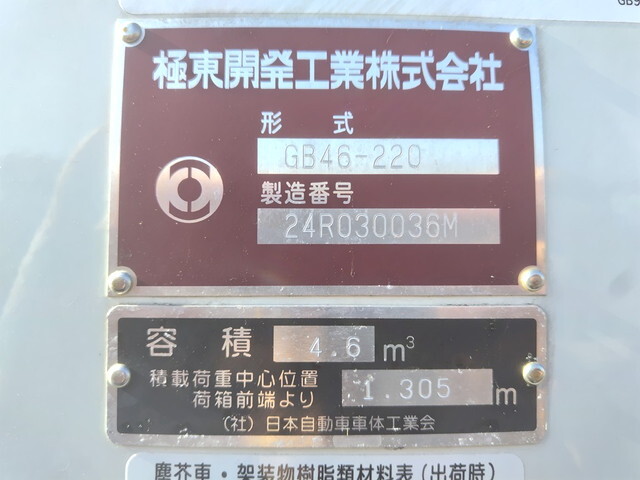 極東開発工業株式会社
形式
GB46-220
製造番号
24R030036M
容積 4.6 m³
積載荷重中心位置
荷箱前端より 1.305 m
(社)日本自動車車体工業会
塵芥車・架装物樹脂類材料表(出荷時)